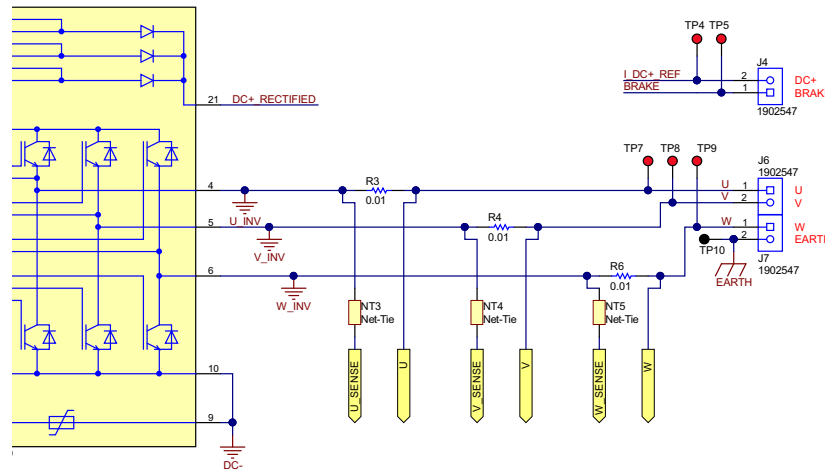 TP4 TP5
J4
I_DC+_REF 2 DC+
BRAKE 1 BRAK
1902547
21 DC+_RECTIFIED
TP7 TP8 TP9
J6
1902547
4 R3 U 1 U
0.01 V 2 V
5 U_INV R4 W 1 W
0.01 2 EARTH
V_INV TP10
J7
1902547
6 R6 EARTH
0.01
W_INV
NT3 NT4 NT5
Net-Tie Net-Tie Net-Tie
U_SENSE U V_SENSE V W_SENSE W
10
9
DC-